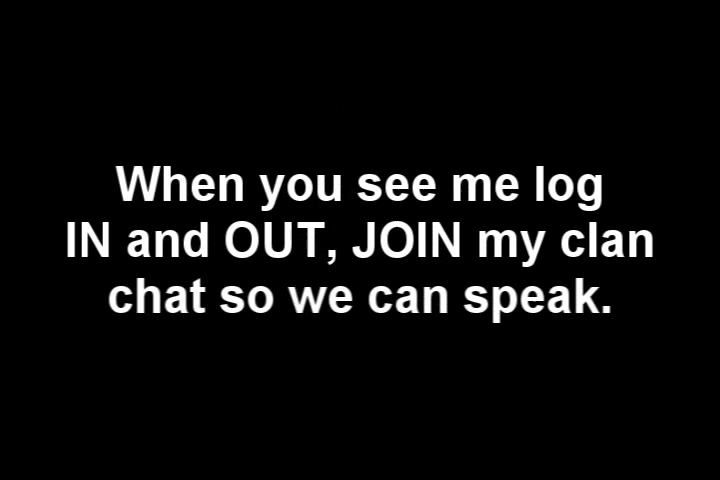 When you see me log
IN and OUT, JOIN my clan
chat so we can speak.